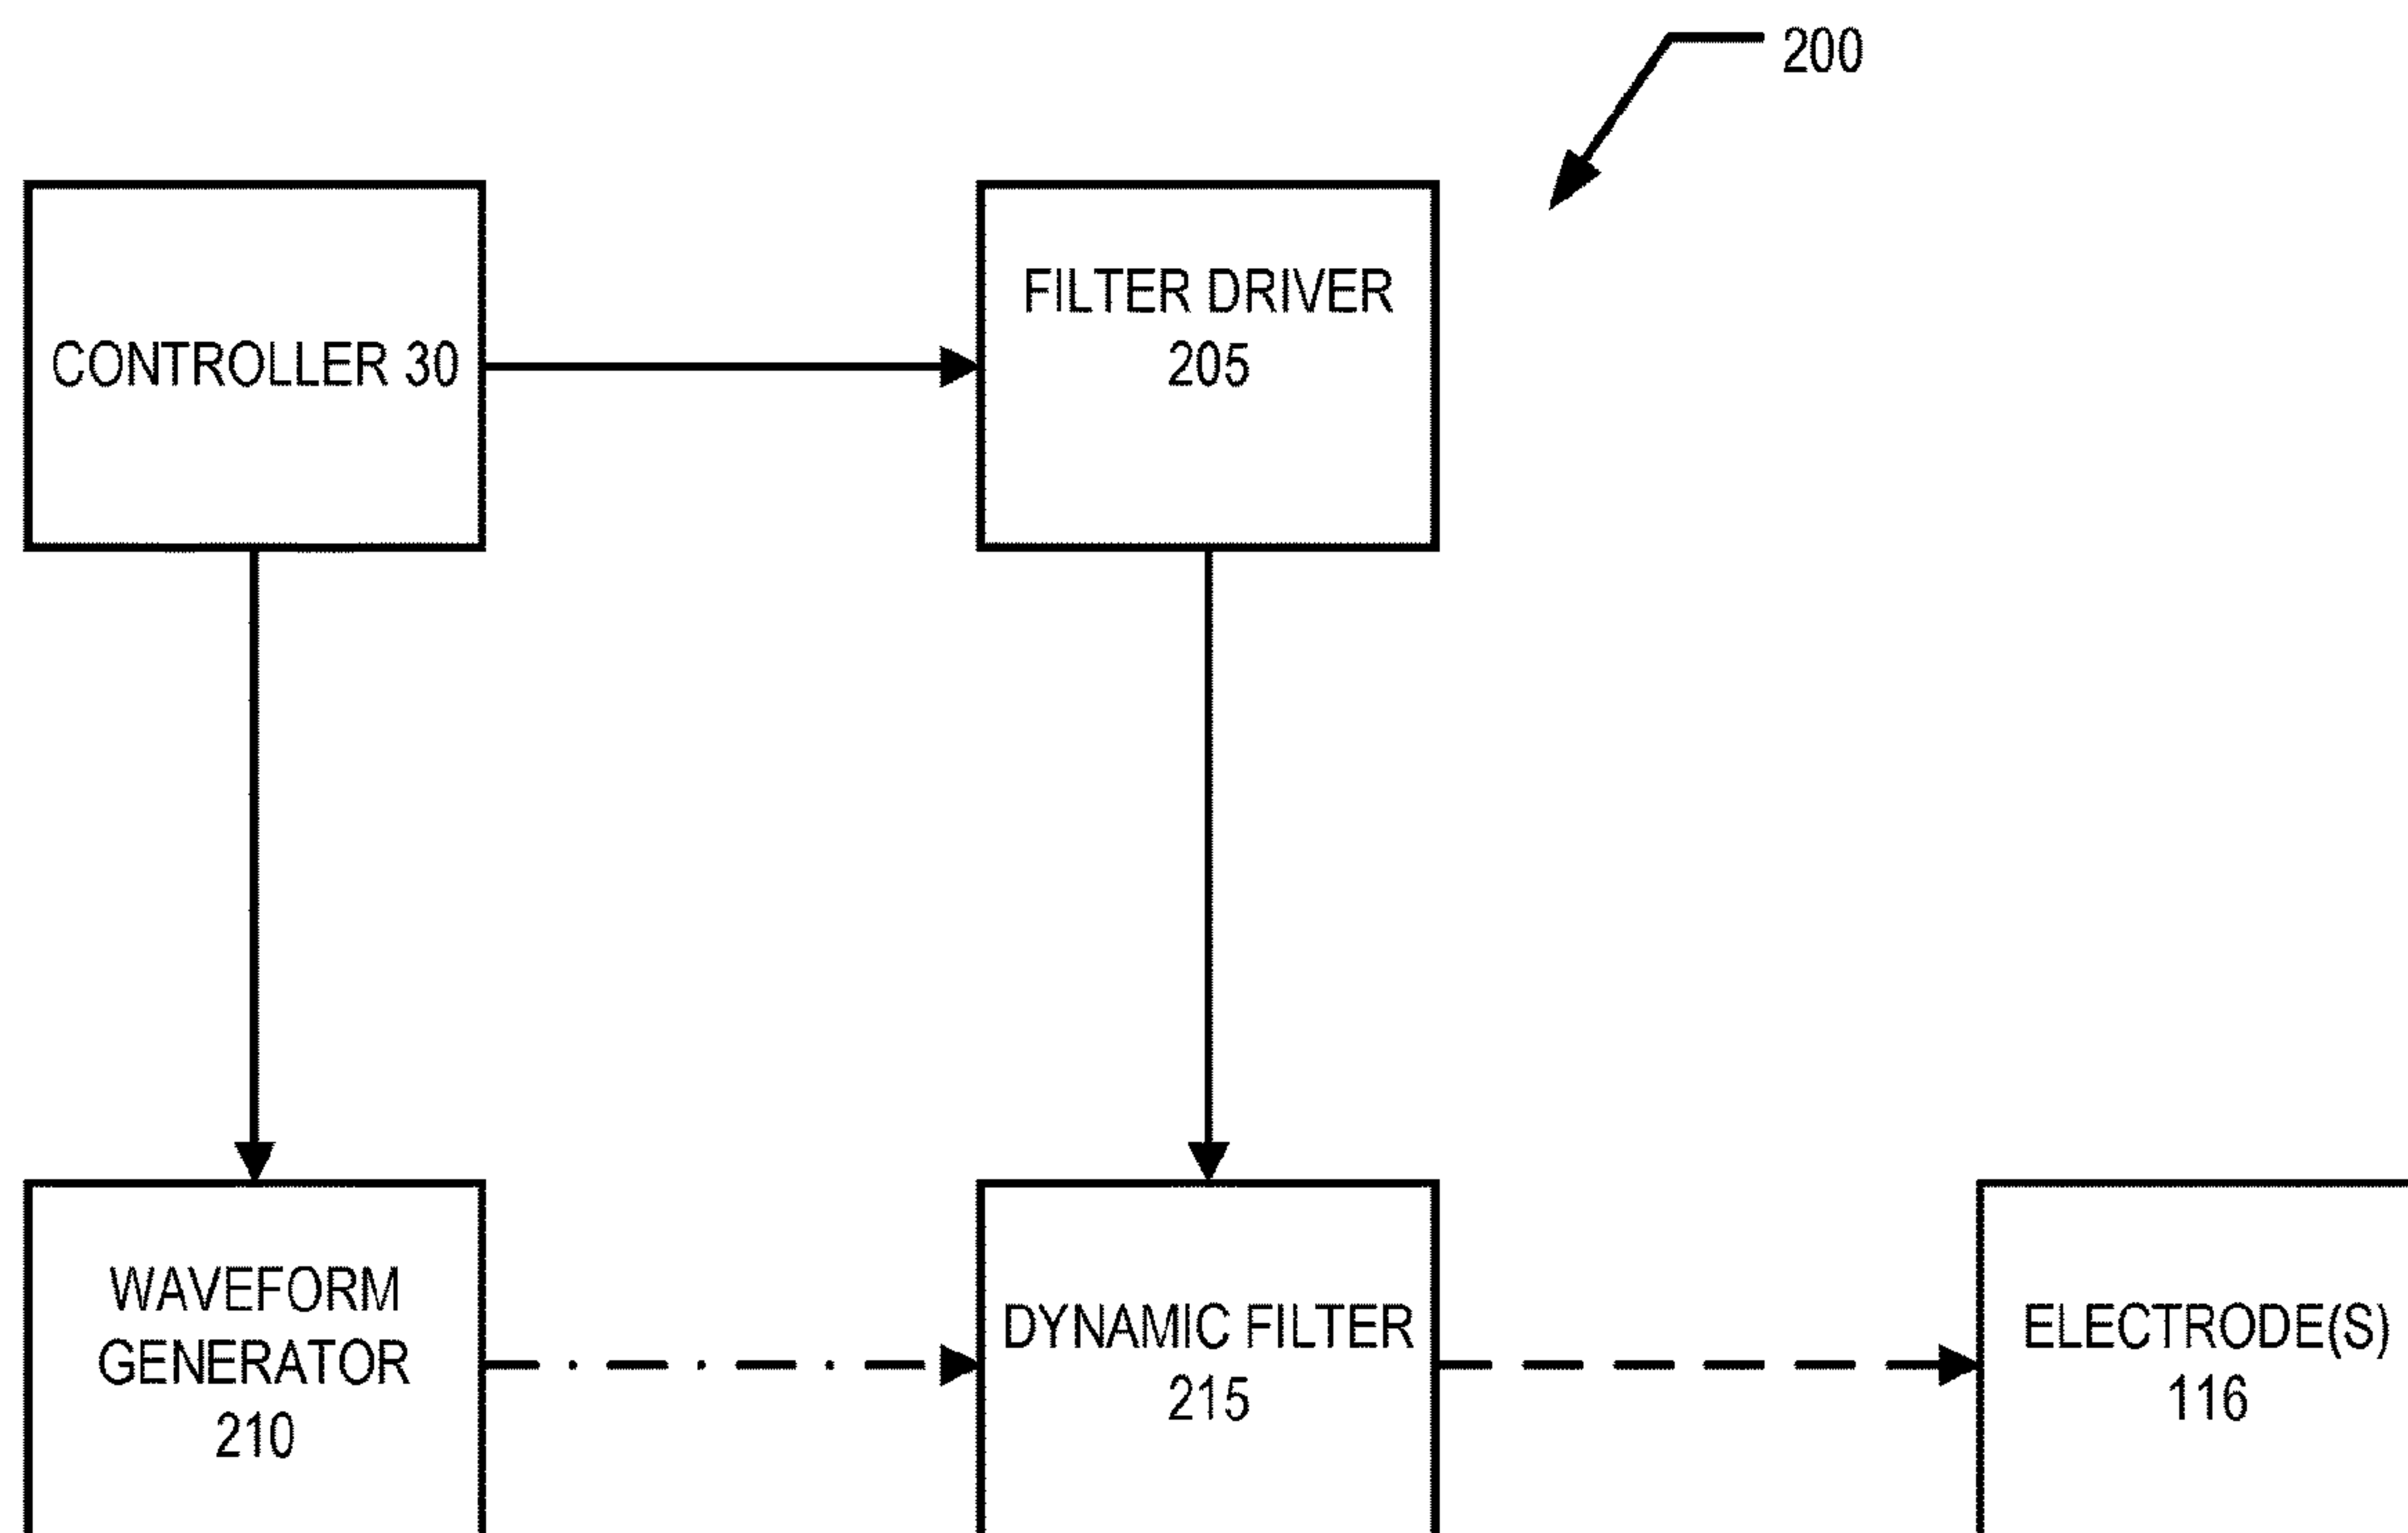 200
CONTROLLER 30
FILTER DRIVER
205
WAVEFORM
GENERATOR
210
DYNAMIC FILTER
215
ELECTRODE(S)
116